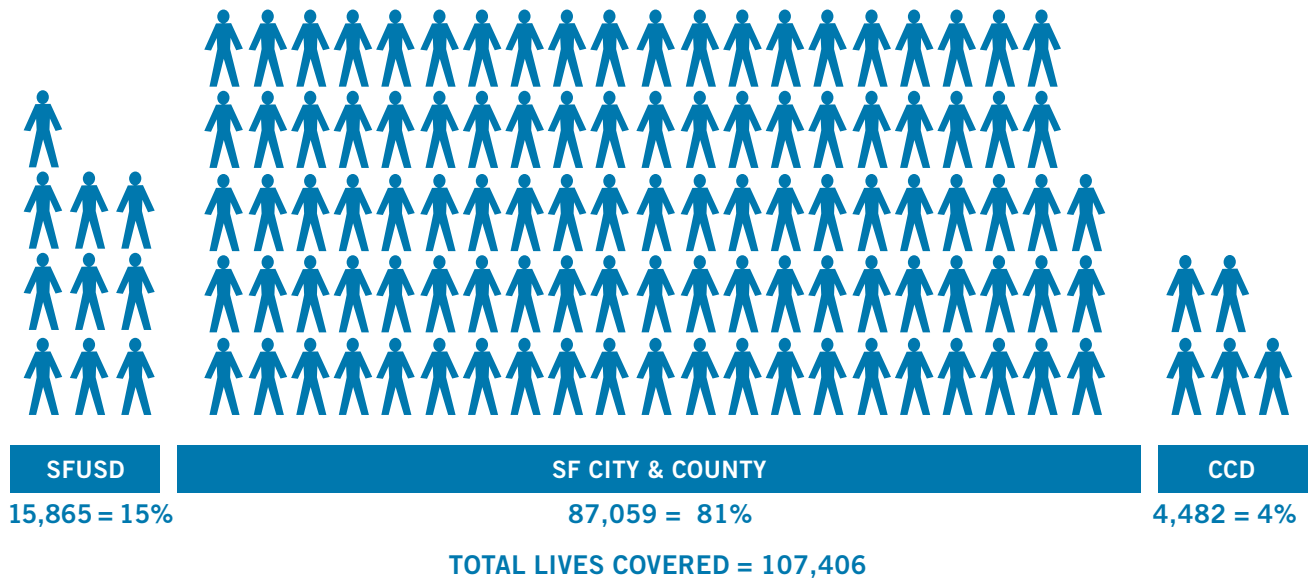 SFUSD
SF CITY & COUNTY
CCD
15,865 = 15%
87,059 = 81%
4,482 = 4%
TOTAL LIVES COVERED = 107,406